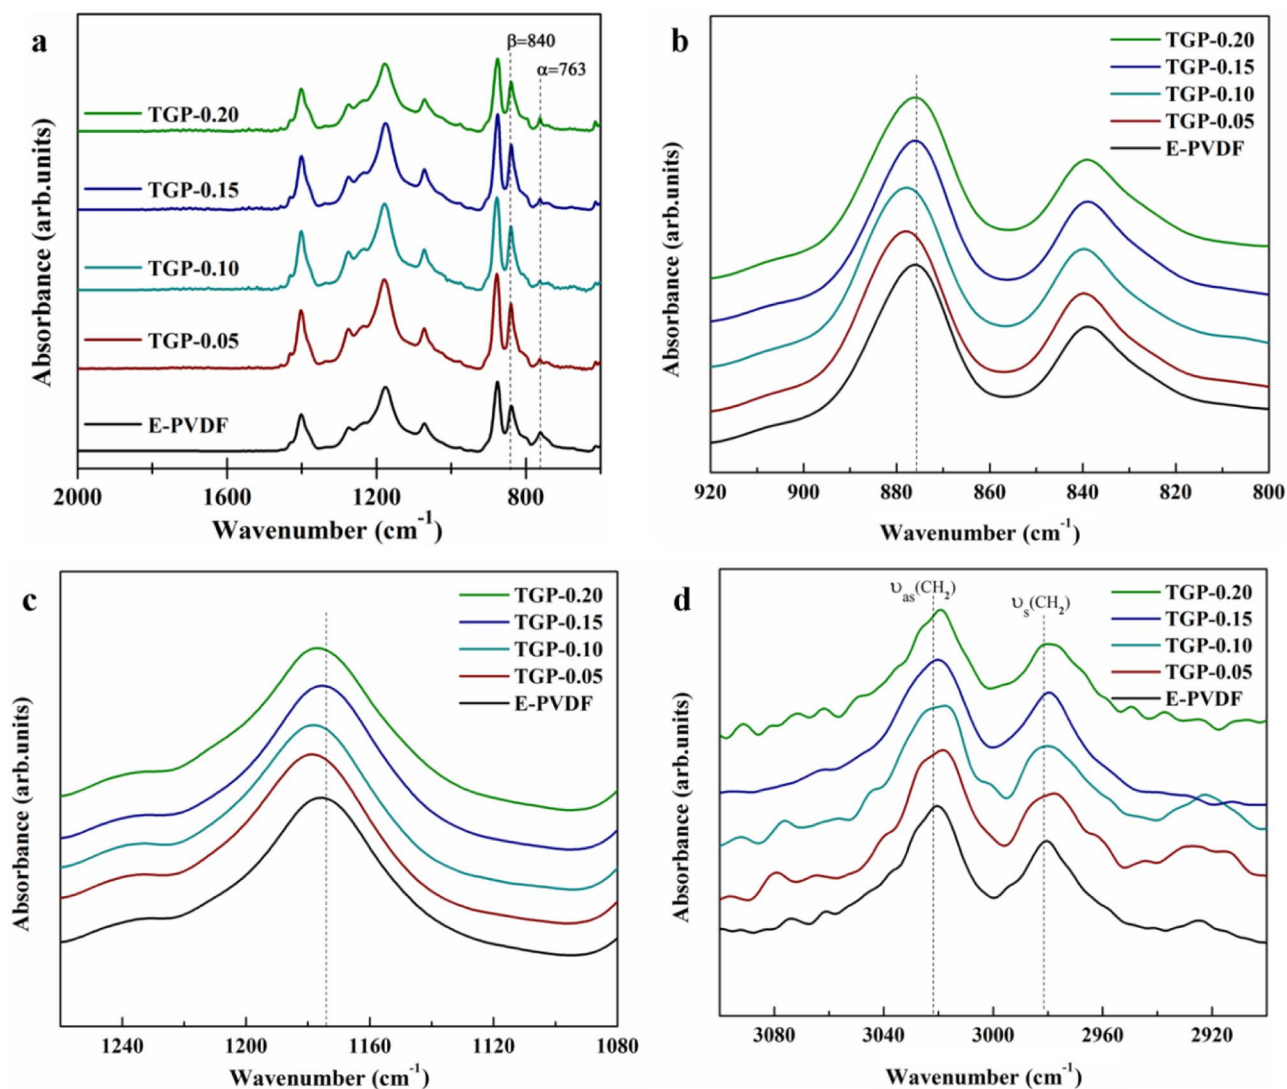 a
β=840
α=763
TGP-0.20
TGP-0.15
TGP-0.10
TGP-0.05
E-PVDF
Absorbance (arb.units)
2000 1600 1200 800
Wavenumber (cm-1)
b
TGP-0.20
TGP-0.15
TGP-0.10
TGP-0.05
E-PVDF
Absorbance (arb.units)
920 900 880 860 840 820 800
Wavenumber (cm-1)
c
TGP-0.20
TGP-0.15
TGP-0.10
TGP-0.05
E-PVDF
Absorbance (arb.units)
1240 1200 1160 1120 1080
Wavenumber (cm-1)
υas(CH2)
υs(CH2)
d
TGP-0.20
TGP-0.15
TGP-0.10
TGP-0.05
E-PVDF
Absorbance (arb.units)
3080 3040 3000 2960 2920
Wavenumber (cm-1)